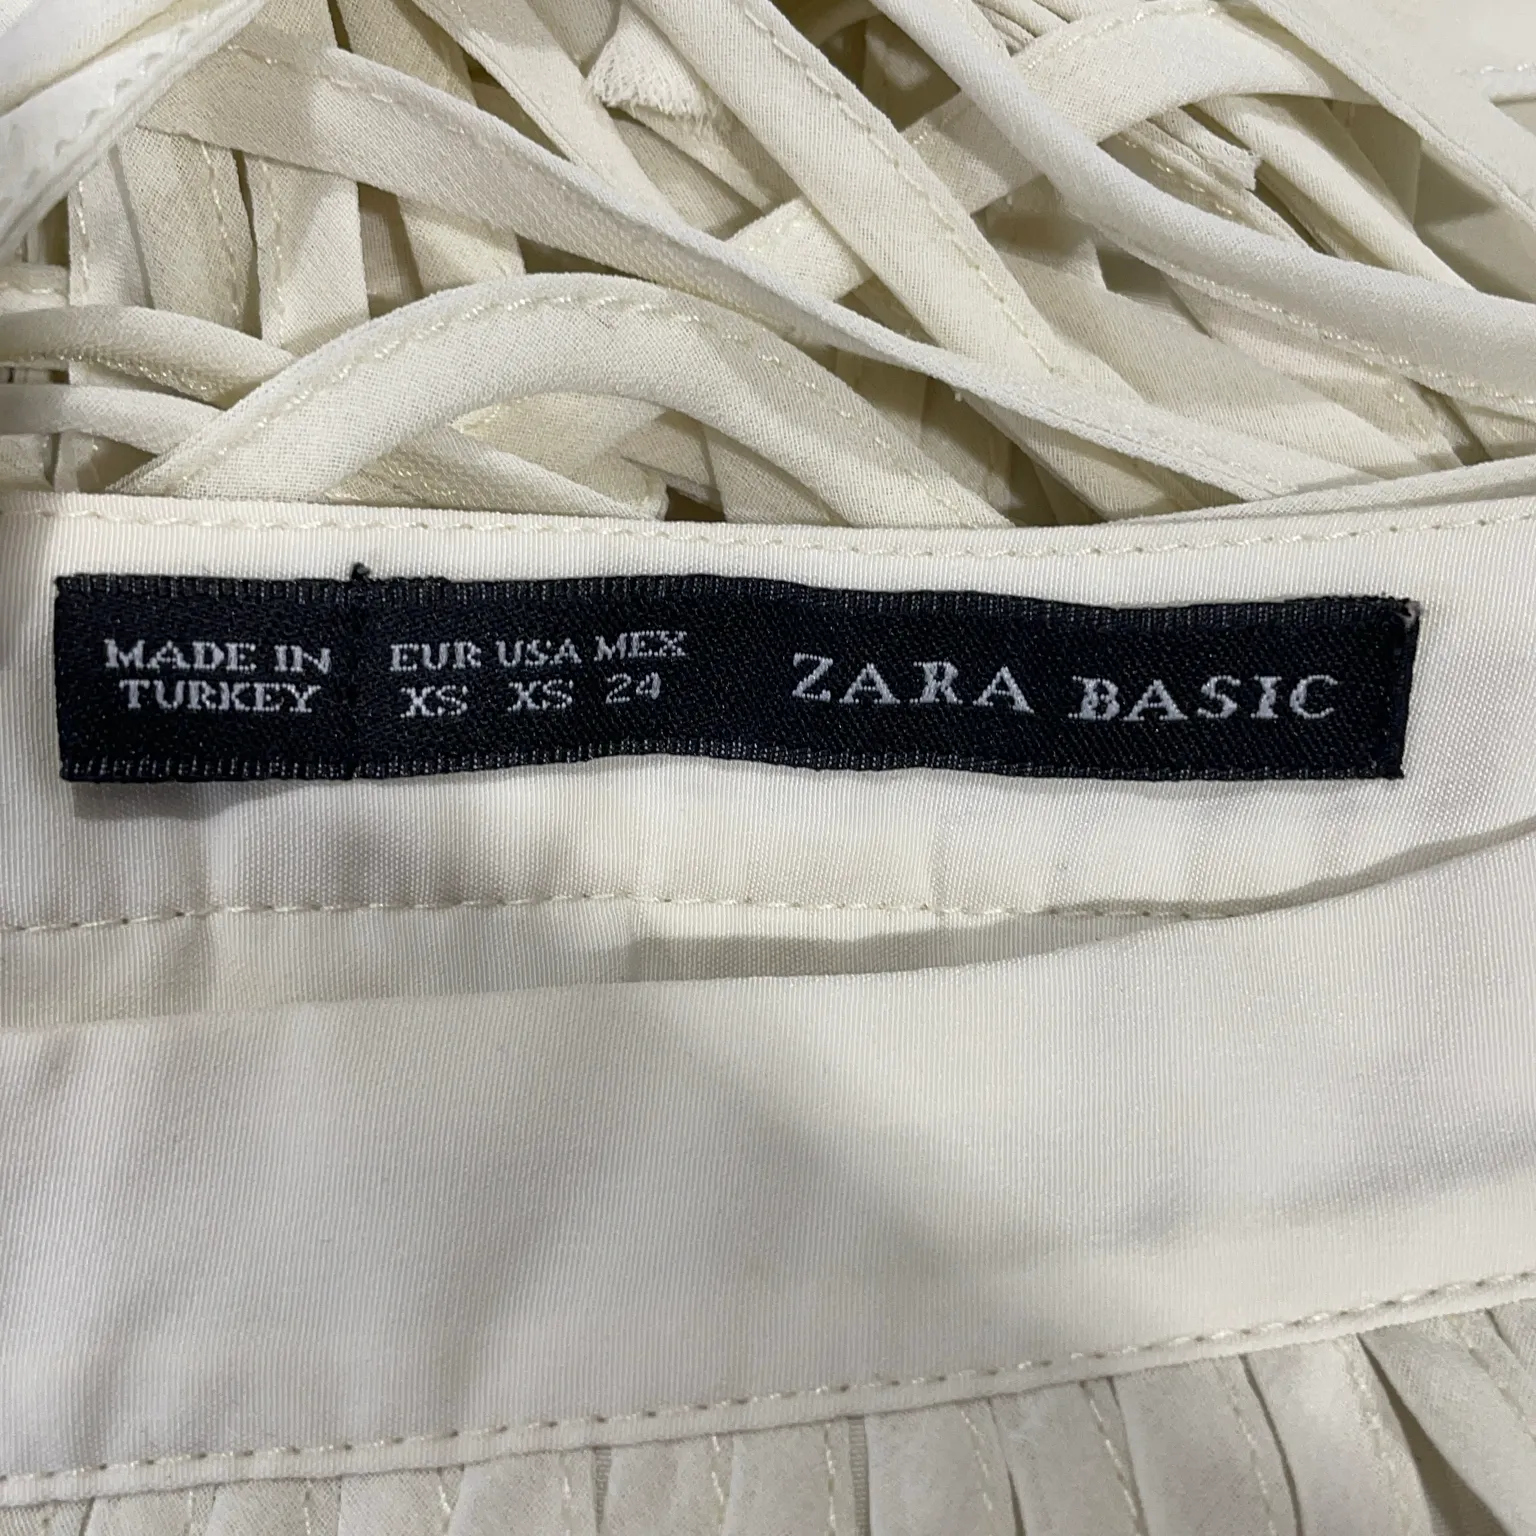 MADE IN
TURKEY
EUR USA MEX
XS XS 24
ZARA BASIC